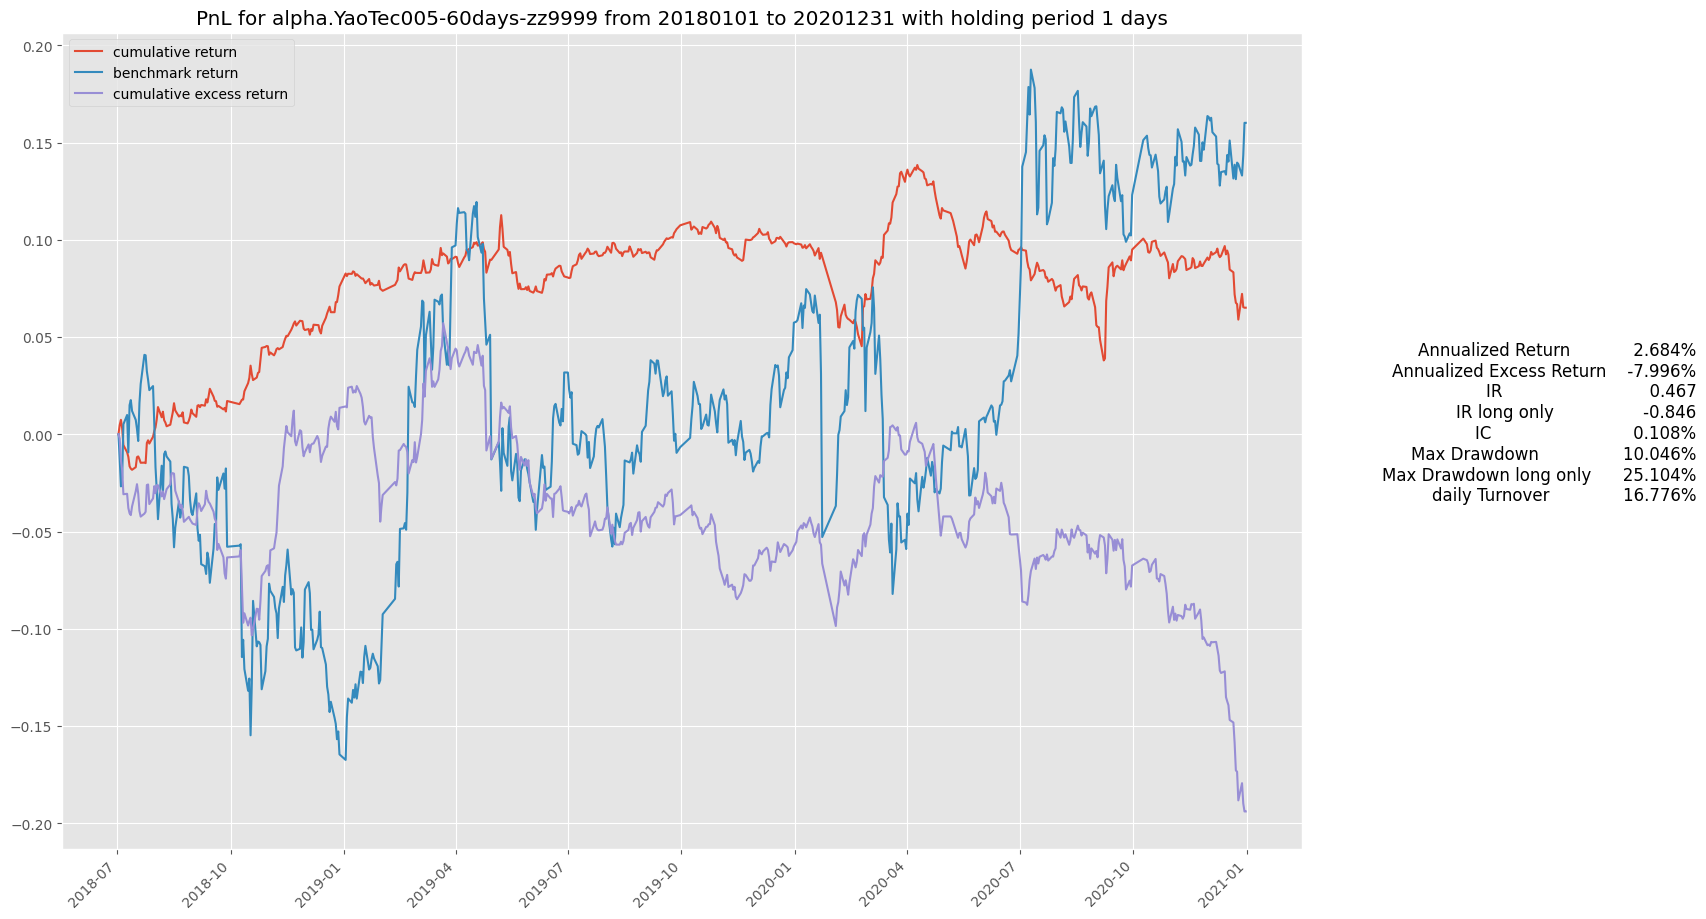 PnL for alpha.YaoTec005-60days-zz9999 from 20180101 to 20201231 with holding period 1 days
cumulative return
benchmark return
cumulative excess return
0.20
0.15
0.10
0.05
0.00
−0.05
−0.10
−0.15
−0.20
2018-07
2018-10
2019-01
2019-04
2019-07
2019-10
2020-01
2020-04
2020-07
2020-10
2021-01
Annualized Return 2.684%
Annualized Excess Return -7.996%
IR 0.467
IR long only -0.846
IC 0.108%
Max Drawdown 10.046%
Max Drawdown long only 25.104%
daily Turnover 16.776%